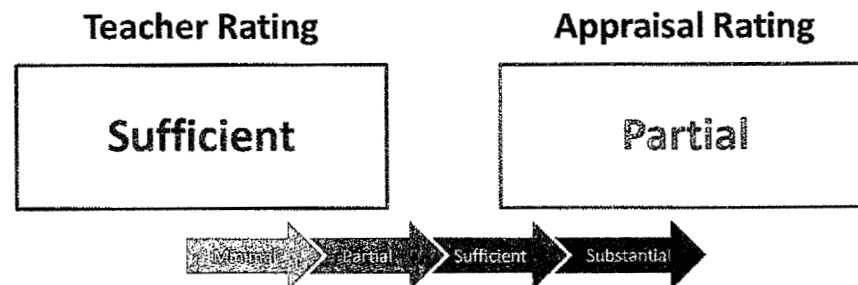 Teacher Rating
Appraisal Rating
Sufficient
Partial
Minimal
Partial
Sufficient
Substantial